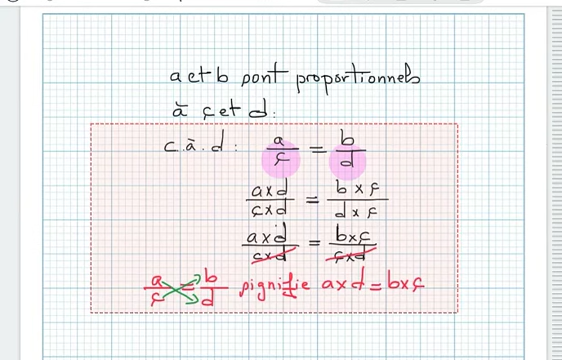 a et b sont proportionnels
à c et d :
c.à.d : a/c = b/d
a×d/c×d = b×c/d×c
a×d/c×d = b×c/c×d
a/c = b/d signifie a×d = b×c